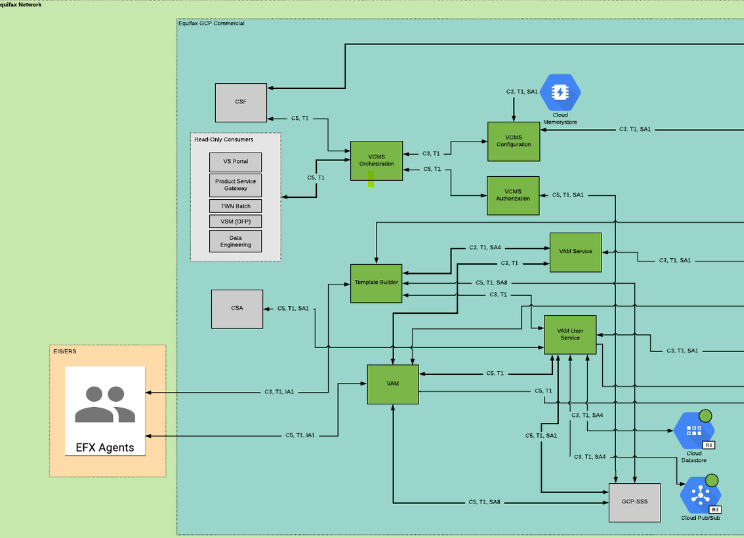 quifax Network
Equifax GCP Commercial
CSF
C5, T1
C3, T1, SA1
Cloud
Memorystore
C3, T1, SA1
Read-Only Consumers
VS Portal
Product Service
Gateway
TWN Batch
VSM (OFP)
Data
Engineering
C5, T1
VCMS
Orchestration
C3, T1
C5, T1
VCMS
Configuration
VCMS
Authorization
C5, T1, SA1
C3, T1, SA4
VAM Service
C3, T1, SA1
C3, T1
Template Builder
C5, T1, SA8
C3, T1
CSA
C5, T1, SA1
VAM User
Service
C3, T1, SA1
EIS/ERS
EFX Agents
C3, T1, IA1
C5, T1, IA1
VAM
C5, T1
C5, T1
C3, T1, SA4
C5, T1, SA1
C3, T1, SA4
Cloud
Datastore
C5, T1, SA8
GCP-SSS
Cloud Pub/Sub